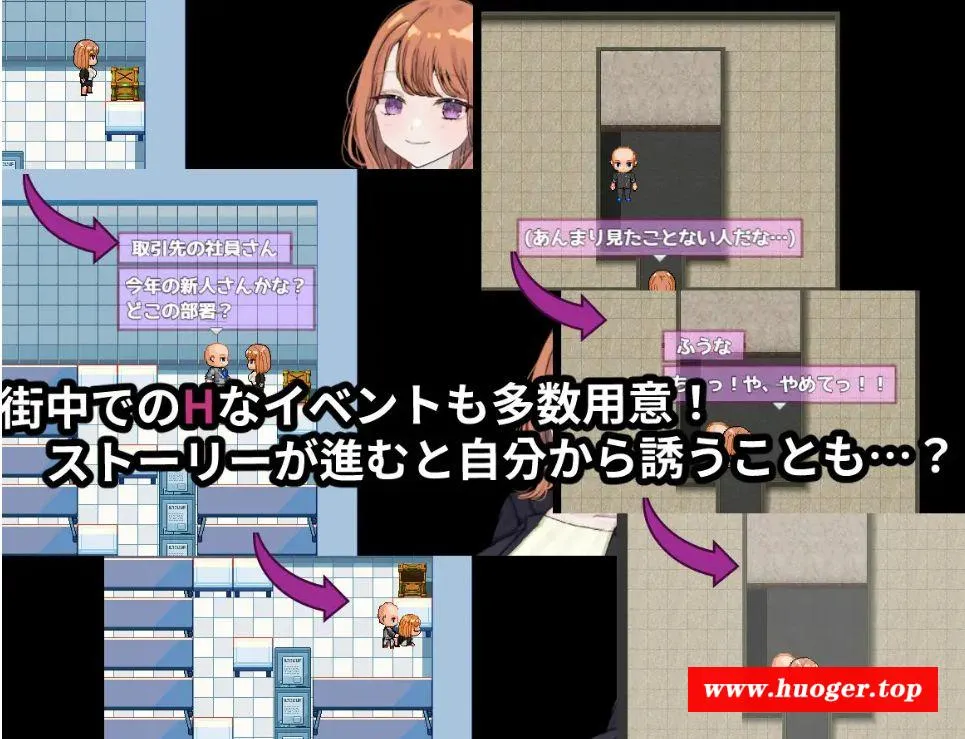 取引先の社員さん
今年の新人さんかな？
どこの部署？
(あんまり見たことない人だな…)
ふうな
っ！や、やめてっ！！
街中でのHなイベントも多数用意！
ストーリーが進むと自分から誘うことも…？
www.huoger.top